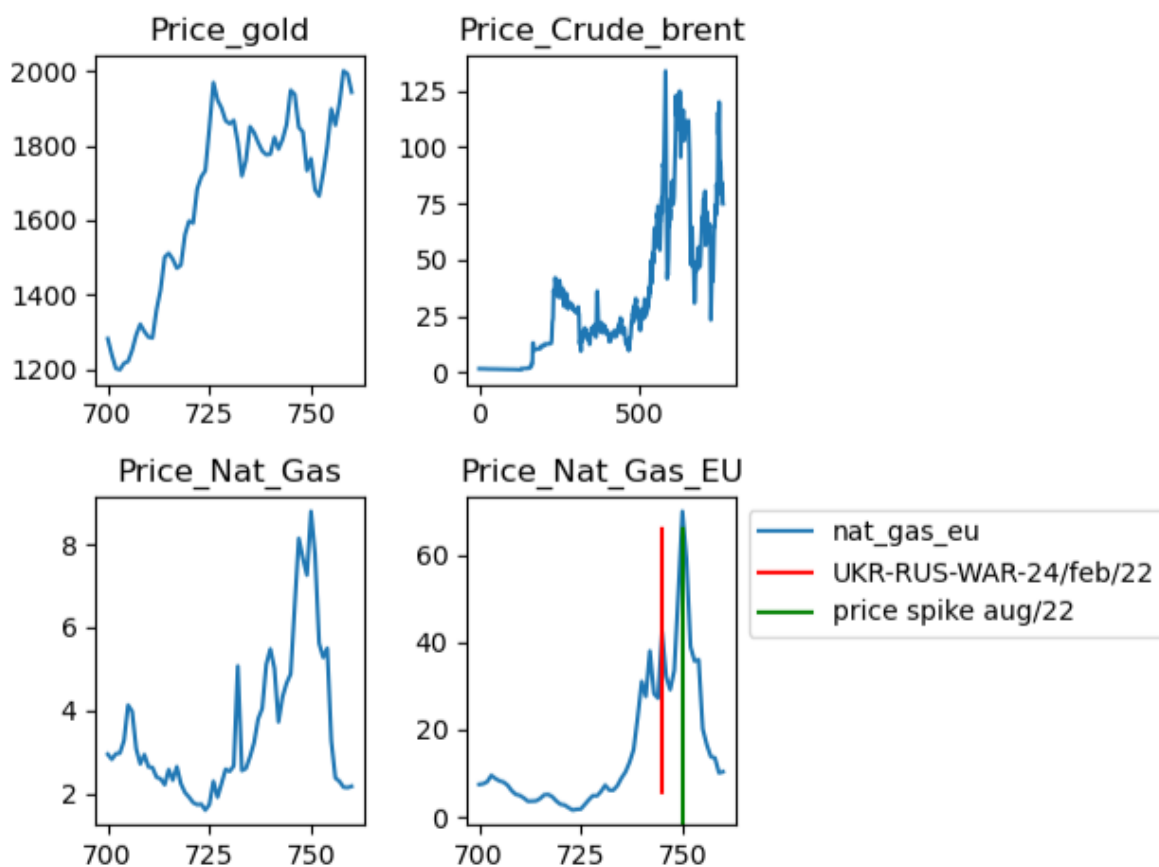 Price_gold
2000
1800
1600
1400
1200
700 725 750
Price_Crude_brent
125
100
75
50
25
0
0 500
Price_Nat_Gas
8
6
4
2
700 725 750
Price_Nat_Gas_EU
60
40
20
0
700 725 750
nat_gas_eu
UKR-RUS-WAR-24/feb/22
price spike aug/22